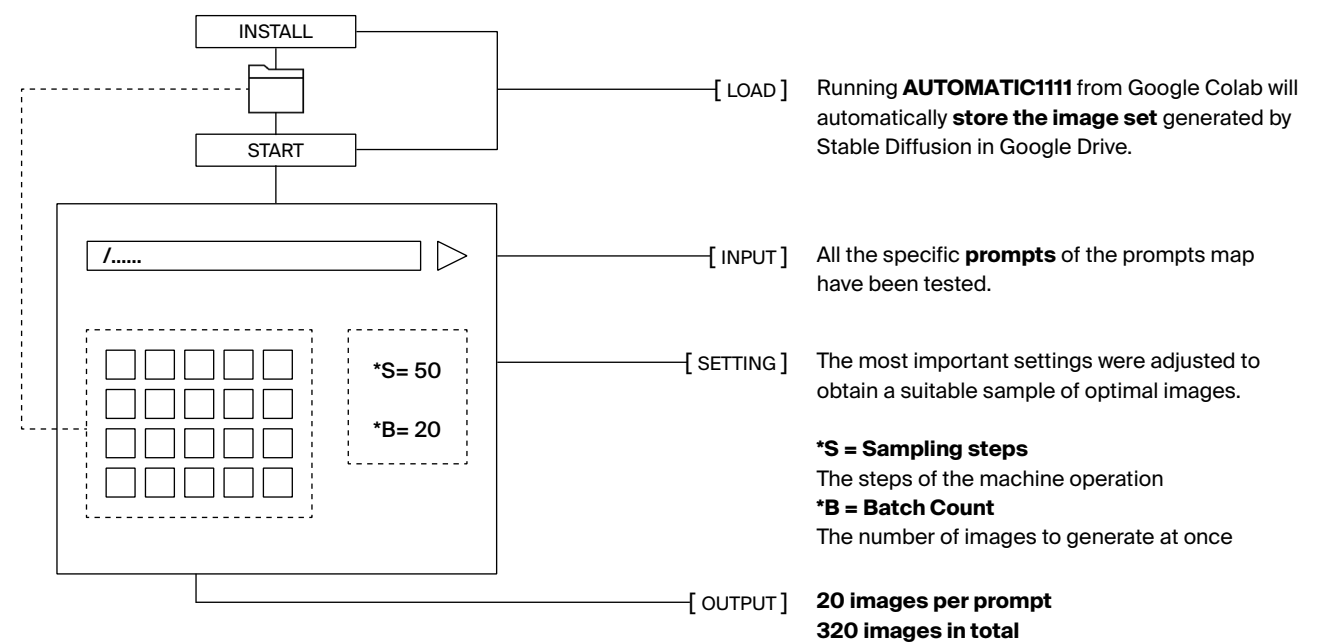 INSTALL
START
[ LOAD ]
Running AUTOMATIC1111 from Google Colab will
automatically store the image set generated by
Stable Diffusion in Google Drive.
/......
[ INPUT ]
All the specific prompts of the prompts map
have been tested.
*S= 50
*B= 20
[ SETTING ]
The most important settings were adjusted to
obtain a suitable sample of optimal images.
*S = Sampling steps
The steps of the machine operation
*B = Batch Count
The number of images to generate at once
[ OUTPUT ]
20 images per prompt
320 images in total